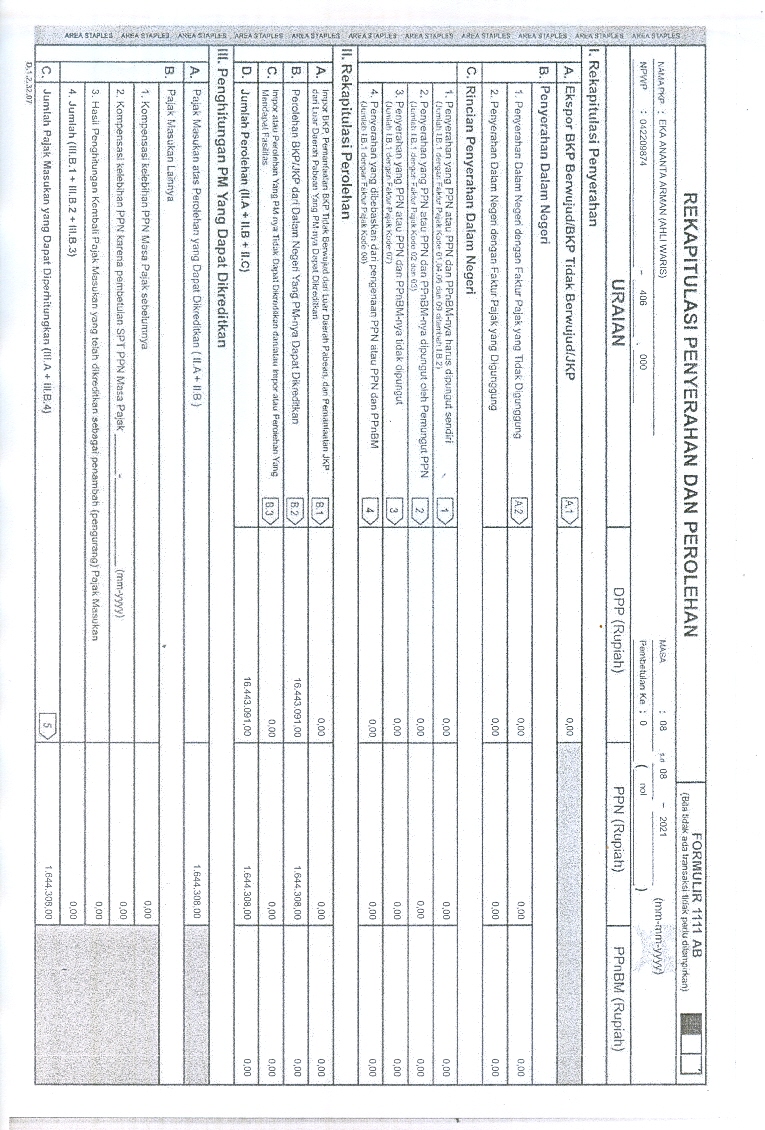 REKAPITULASI PENYERAHAN DAN PEROLEHAN
FORMULIR 1111 AB
(Bila tidak ada transaksi tidak perlu dilampirkan)
NAMA PKP : EKA ANANTA ARMAN (AHLI WARIS)
MASA : 08 s.d 08 – 2021 (mm-mm-yyyy)
NPWP : 042209874 – 406 . 000
Pembetulan Ke : 0 ( nol )
URAIAN DPP (Rupiah) PPN (Rupiah) PPnBM (Rupiah)
I. Rekapitulasi Penyerahan
A. Ekspor BKP Berwujud/BKP Tidak Berwujud/JKP A.1 0,00
B. Penyerahan Dalam Negeri
1. Penyerahan Dalam Negeri dengan Faktur Pajak yang Tidak Digunggung A.2 0,00 0,00 0,00
2. Penyerahan Dalam Negeri dengan Faktur Pajak yang Digunggung 0,00 0,00 0,00
C. Rincian Penyerahan Dalam Negeri
1. Penyerahan yang PPN atau PPN dan PPnBM-nya harus dipungut sendiri 1 0,00 0,00 0,00
(Jumlah I.B.1 dengan Faktur Pajak Kode 01,04,06 dan 09 ditambah I.B.2)
2. Penyerahan yang PPN atau PPN dan PPnBM-nya dipungut oleh Pemungut PPN 2 0,00 0,00 0,00
(Jumlah I.B.1 dengan Faktur Pajak Kode 02 dan 03)
3. Penyerahan yang PPN atau PPN dan PPnBM-nya tidak dipungut 3 0,00 0,00 0,00
(Jumlah I.B.1 dengan Faktur Pajak Kode 07)
4. Penyerahan yang dibebaskan dari pengenaan PPN atau PPN dan PPnBM 4 0,00 0,00 0,00
(Jumlah I.B.1 dengan Faktur Pajak Kode 08)
II. Rekapitulasi Perolehan
A. Impor BKP, Pemanfaatan BKP Tidak Berwujud dari Luar Daerah Pabean, dan Pemanfaatan JKP B.1 0,00 0,00 0,00
dari Luar Daerah Pabean Yang PM-nya Dapat Dikreditkan
B. Perolehan BKP/JKP dari Dalam Negeri Yang PM-nya Dapat Dikreditkan B.2 16.443.091,00 1.644.308,00 0,00
C. Impor atau Perolehan Yang PM-nya Tidak Dapat Dikreditkan dan/atau Impor atau Perolehan Yang B.3 0,00 0,00 0,00
Mendapat Fasilitas
D. Jumlah Perolehan (II.A + II.B + II.C) 16.443.091,00 1.644.308,00 0,00
III. Penghitungan PM Yang Dapat Dikreditkan
A. Pajak Masukan atas Perolehan yang Dapat Dikreditkan ( II.A + II.B ) 1.644.308,00
B. Pajak Masukan Lainnya
1. Kompensasi kelebihan PPN Masa Pajak sebelumnya 0,00
2. Kompensasi kelebihan PPN karena pembetulan SPT PPN Masa Pajak ______ - ______ (mm-yyyy) 0,00
3. Hasil Penghitungan Kembali Pajak Masukan yang telah dikreditkan sebagai penambah (pengurang) Pajak Masukan 0,00
4. Jumlah (III.B.1 + III.B.2 + III.B.3) 0,00
C. Jumlah Pajak Masukan yang Dapat Diperhitungkan (III.A + III.B.4) 5 1.644.308,00
D.1.2.32.07
AREA STAPLES AREA STAPLES AREA STAPLES AREA STAPLES AREA STAPLES AREA STAPLES AREA STAPLES AREA STAPLES AREA STAPLES AREA STAPLES AREA STAPLES